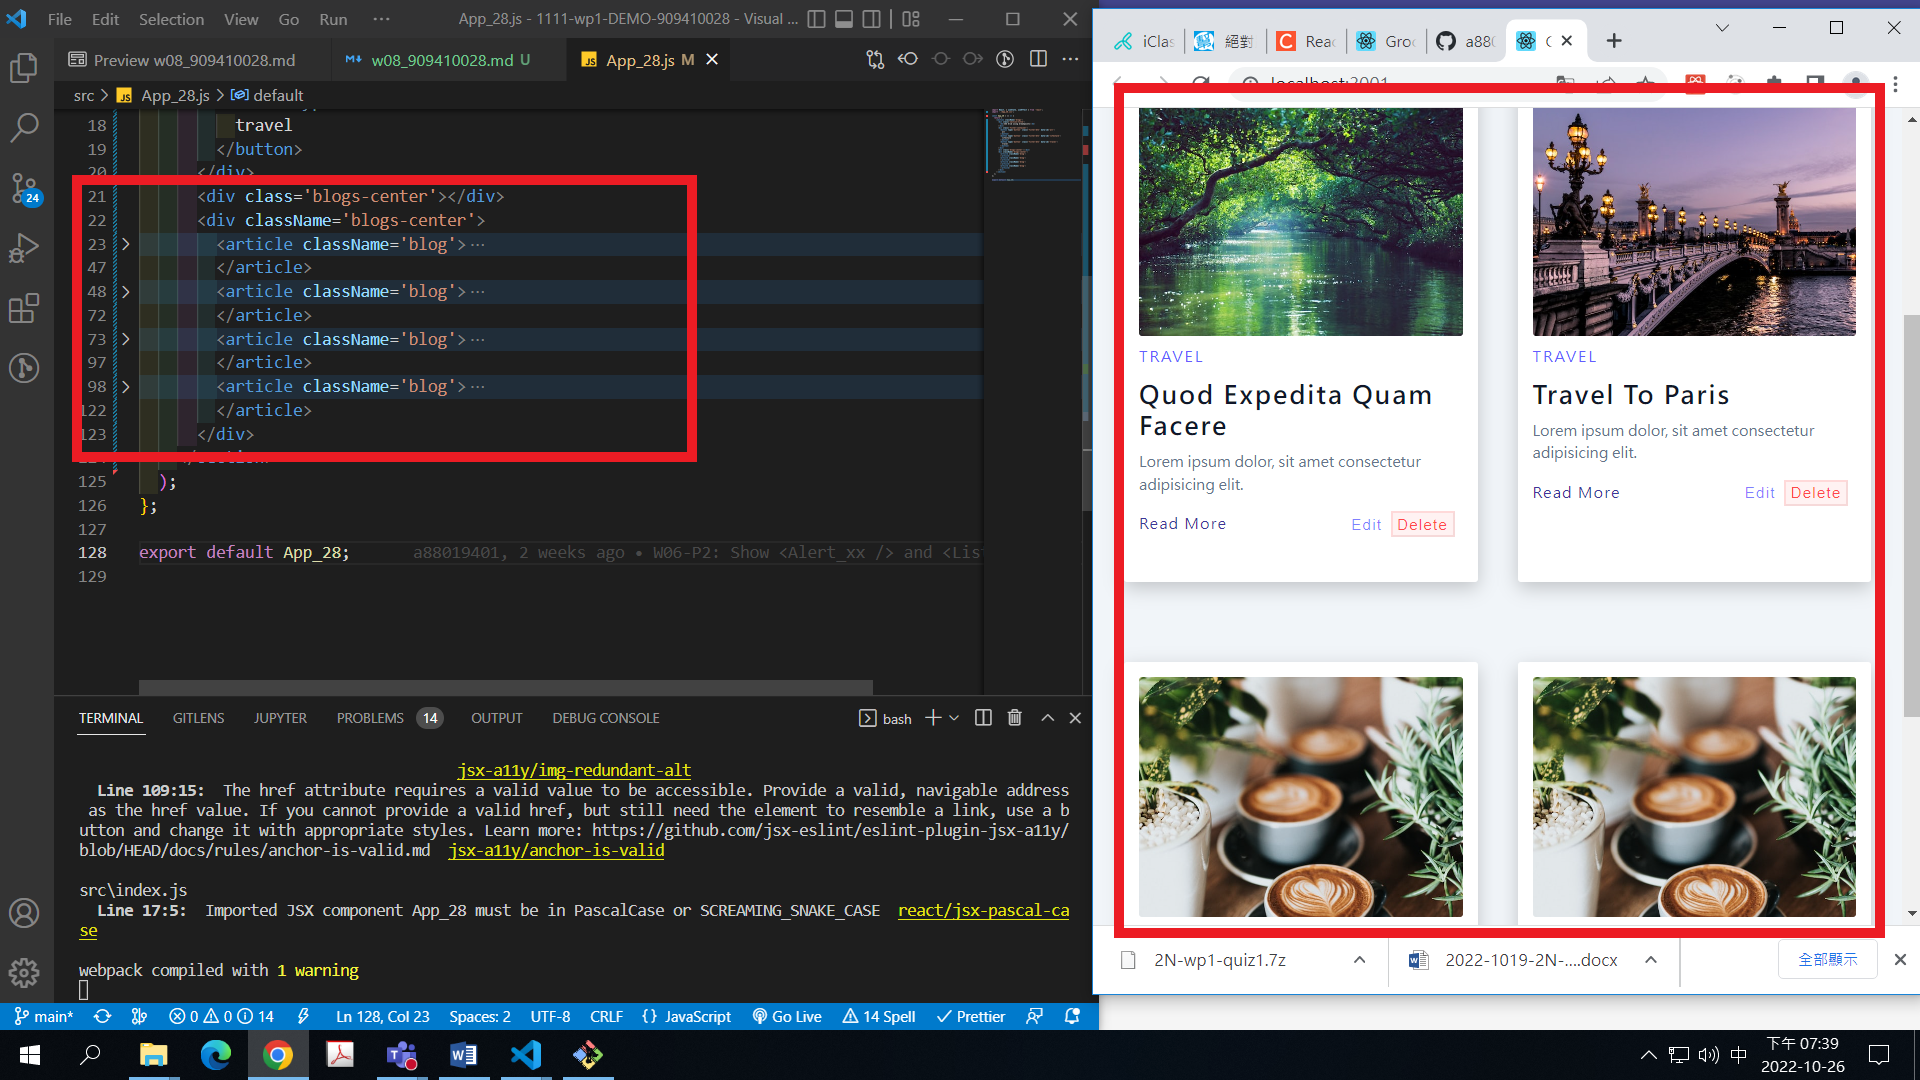 File Edit Selection View Go Run ··· App_28.js - 1111-wp1-DEMO-909410028 - Visual ...
Preview w08_909410028.md w08_909410028.md U App_28.js M
src > App_28.js > default
18 travel
19 </button>
20 </div>
21 <div class='blogs-center'></div>
22 <div className='blogs-center'>
23 <article className='blog'> ···
47 </article>
48 <article className='blog'> ···
72 </article>
73 <article className='blog'> ···
97 </article>
98 <article className='blog'> ···
122 </article>
123 </div>
125 );
126 };
127
128 export default App_28; a88019401, 2 weeks ago • W06-P2: Show <Alert_xx /> and <Lis
129
24
TERMINAL GITLENS JUPYTER PROBLEMS 14 OUTPUT DEBUG CONSOLE bash
jsx-a11y/img-redundant-alt
Line 109:15: The href attribute requires a valid value to be accessible. Provide a valid, navigable address
as the href value. If you cannot provide a valid href, but still need the element to resemble a link, use a b
utton and change it with appropriate styles. Learn more: https://github.com/jsx-eslint/eslint-plugin-jsx-a11y/
blob/HEAD/docs/rules/anchor-is-valid.md jsx-a11y/anchor-is-valid
src\index.js
Line 17:5: Imported JSX component App_28 must be in PascalCase or SCREAMING_SNAKE_CASE react/jsx-pascal-ca
se
webpack compiled with 1 warning
main* 0 0 14 Ln 128, Col 23 Spaces: 2 UTF-8 CRLF {} JavaScript Go Live 14 Spell Prettier
iClas 絕對 Reac Groc a880
localhost:3001
TRAVEL
Quod Expedita Quam
Facere
Lorem ipsum dolor, sit amet consectetur
adipisicing elit.
Read More Edit Delete
TRAVEL
Travel To Paris
Lorem ipsum dolor, sit amet consectetur
adipisicing elit.
Read More Edit Delete
2N-wp1-quiz1.7z 2022-1019-2N-....docx 全部顯示
中 下午 07:39
2022-10-26